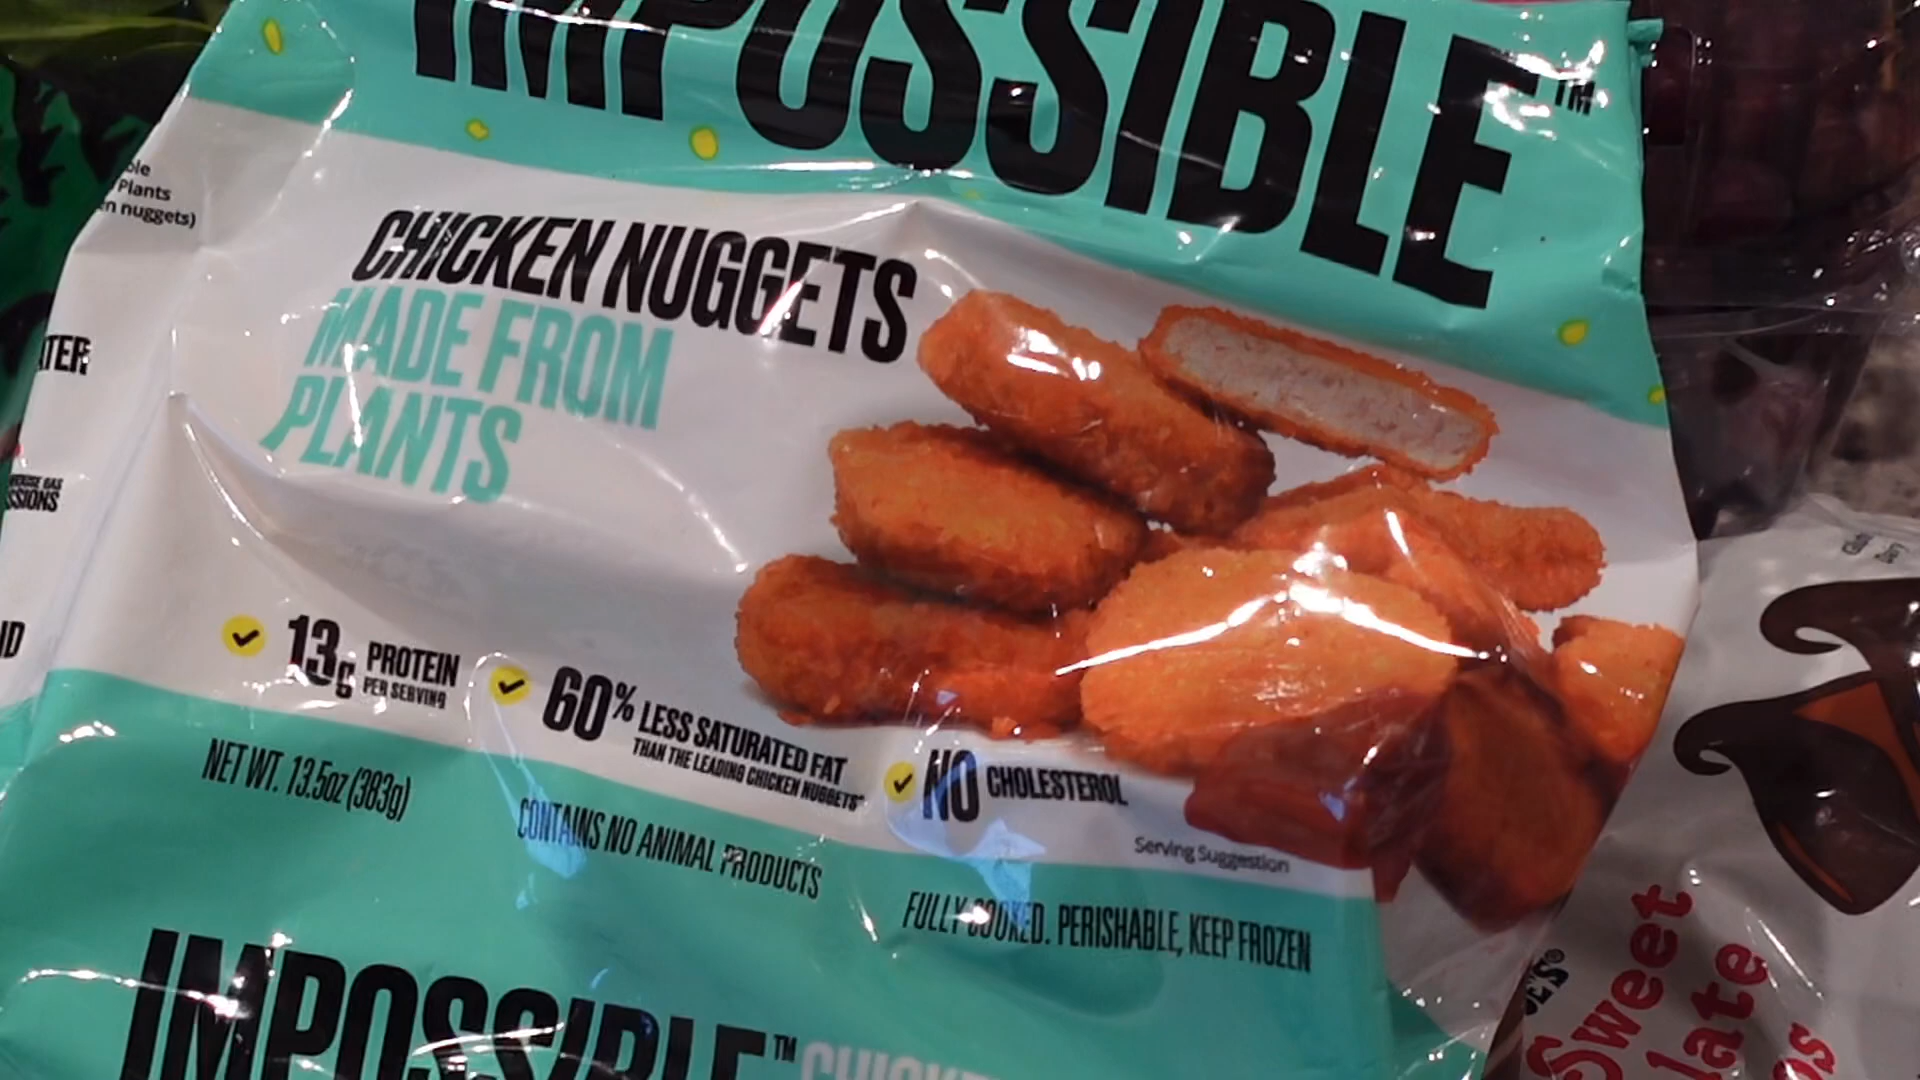 IMPOSSIBLE™
Plants
nuggets)
CHICKEN NUGGETS
MADE FROM
PLANTS
13g PROTEIN
PER SERVING
60% LESS SATURATED FAT
THAN THE LEADING CHICKEN NUGGETS*
NO CHOLESTEROL
Serving Suggestion
NET WT. 13.5oz (383g)
CONTAINS NO ANIMAL PRODUCTS
FULLY COOKED. PERISHABLE, KEEP FROZEN
IMPOSSIBLE™
Sweet